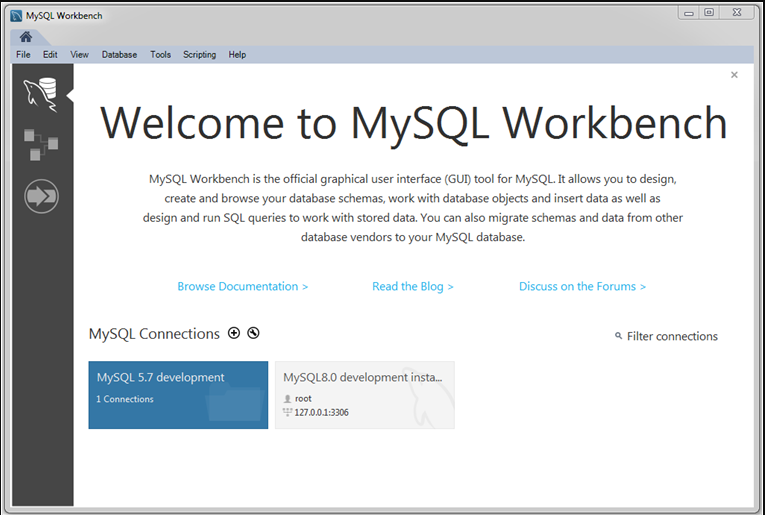 MySQL Workbench
File Edit View Database Tools Scripting Help
Welcome to MySQL Workbench
MySQL Workbench is the official graphical user interface (GUI) tool for MySQL. It allows you to design,
create and browse your database schemas, work with database objects and insert data as well as
design and run SQL queries to work with stored data. You can also migrate schemas and data from other
database vendors to your MySQL database.
Browse Documentation > Read the Blog > Discuss on the Forums >
MySQL Connections Filter connections
MySQL 5.7 development
1 Connections
MySQL8.0 development insta...
root
127.0.0.1:3306